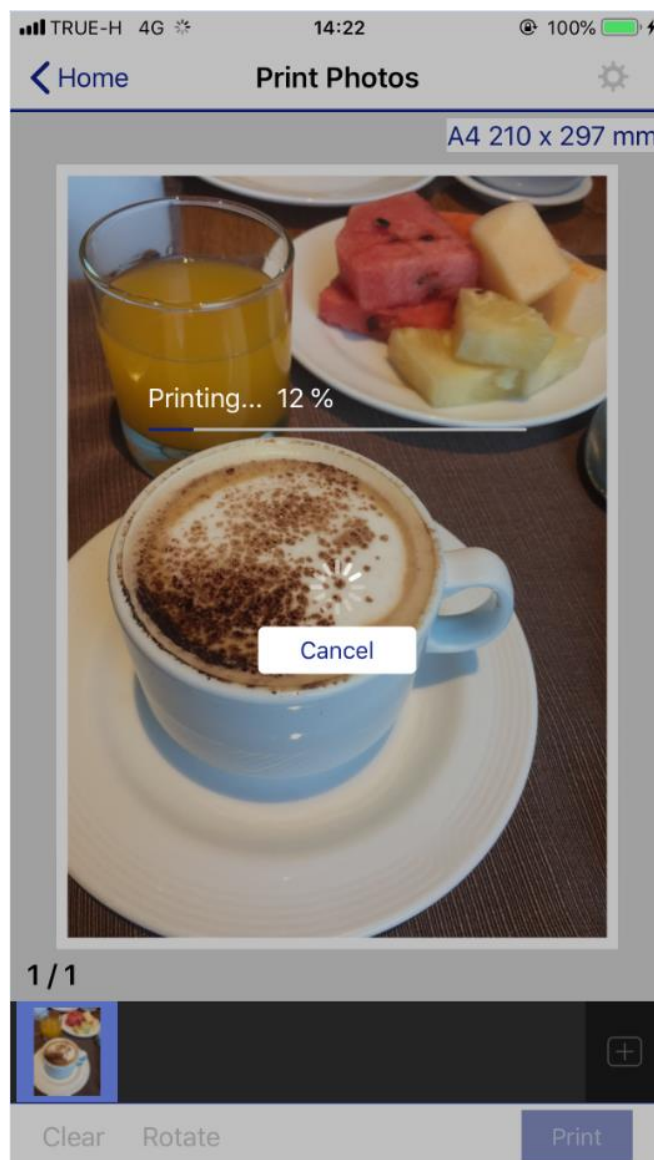 TRUE-H 4G 14:22 100%
Home Print Photos
A4 210 x 297 mm
Printing... 12 %
Cancel
1 / 1
Clear Rotate Print